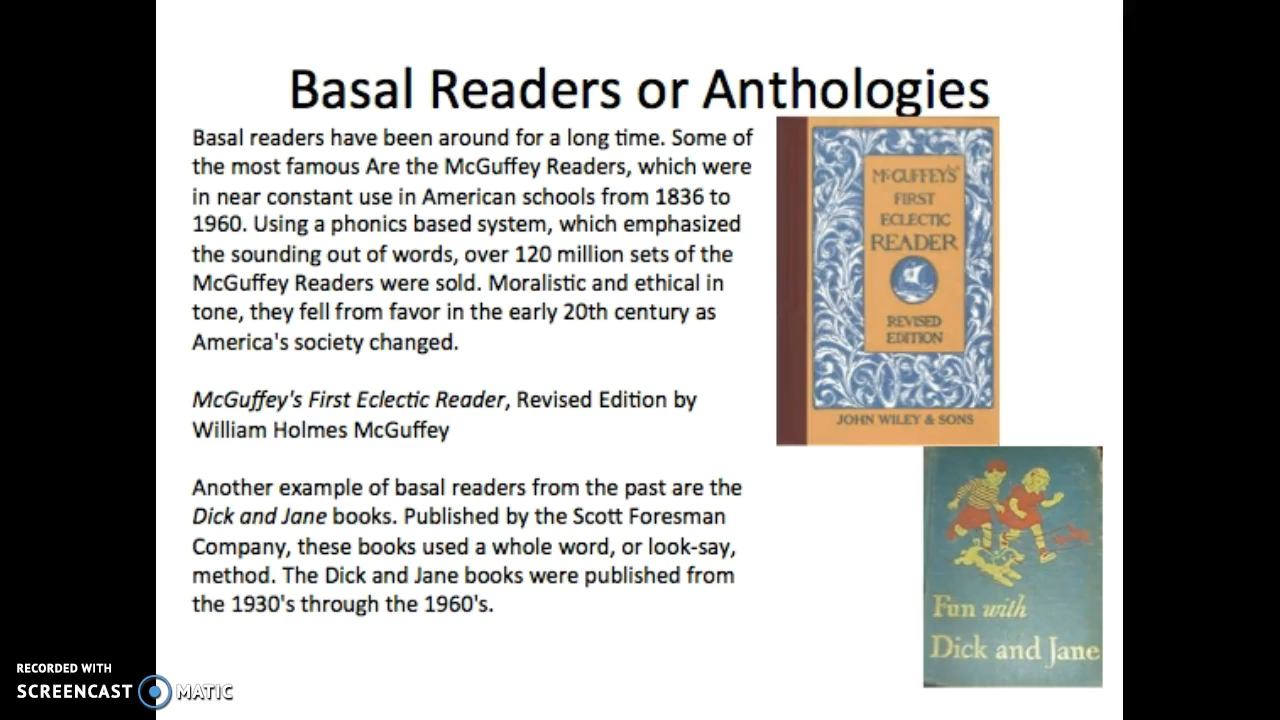 Basal Readers or Anthologies
Basal readers have been around for a long time. Some of
the most famous Are the McGuffey Readers, which were
in near constant use in American schools from 1836 to
1960. Using a phonics based system, which emphasized
the sounding out of words, over 120 million sets of the
McGuffey Readers were sold. Moralistic and ethical in
tone, they fell from favor in the early 20th century as
America's society changed.
McGuffey's First Eclectic Reader, Revised Edition by
William Holmes McGuffey
Another example of basal readers from the past are the
Dick and Jane books. Published by the Scott Foresman
Company, these books used a whole word, or look-say,
method. The Dick and Jane books were published from
the 1930's through the 1960's.
McGUFFEY'S
FIRST
ECLECTIC
READER
REVISED
EDITION
JOHN WILEY & SONS
Fun with
Dick and Jane
RECORDED WITH
SCREENCAST MATIC